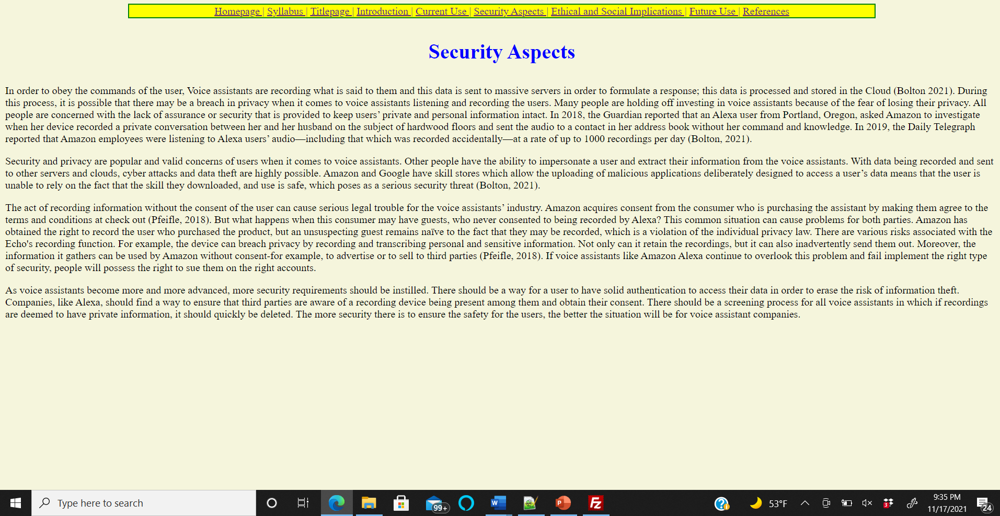 Homepage | Syllabus | Titlepage | Introduction | Current Use | Security Aspects | Ethical and Social Implications | Future Use | References
Security Aspects
In order to obey the commands of the user, Voice assistants are recording what is said to them and this data is sent to massive servers in order to formulate a response; this data is processed and stored in the Cloud (Bolton 2021). During
this process, it is possible that there may be a breach in privacy when it comes to voice assistants listening and recording the users. Many people are holding off investing in voice assistants because of the fear of losing their privacy. All
people are concerned with the lack of assurance or security that is provided to keep users’ private and personal information intact. In 2018, the Guardian reported that an Alexa user from Portland, Oregon, asked Amazon to investigate
when her device recorded a private conversation between her and her husband on the subject of hardwood floors and sent the audio to a contact in her address book without her command and knowledge. In 2019, the Daily Telegraph
reported that Amazon employees were listening to Alexa users’ audio—including that which was recorded accidentally—at a rate of up to 1000 recordings per day (Bolton, 2021).
Security and privacy are popular and valid concerns of users when it comes to voice assistants. Other people have the ability to impersonate a user and extract their information from the voice assistants. With data being recorded and sent
to other servers and clouds, cyber attacks and data theft are highly possible. Amazon and Google have skill stores which allow the uploading of malicious applications deliberately designed to access a user’s data means that the user is
unable to rely on the fact that the skill they downloaded, and use is safe, which poses as a serious security threat (Bolton, 2021).
The act of recording information without the consent of the user can cause serious legal trouble for the voice assistants’ industry. Amazon acquires consent from the consumer who is purchasing the assistant by making them agree to the
terms and conditions at check out (Pfeifle, 2018). But what happens when this consumer may have guests, who never consented to being recorded by Alexa? This common situation can cause problems for both parties. Amazon has
obtained the right to record the user who purchased the product, but an unsuspecting guest remains naïve to the fact that they may be recorded, which is a violation of the individual privacy law. There are various risks associated with the
Echo's recording function. For example, the device can breach privacy by recording and transcribing personal and sensitive information. Not only can it retain the recordings, but it can also inadvertently send them out. Moreover, the
information it gathers can be used by Amazon without consent-for example, to advertise or to sell to third parties (Pfeifle, 2018). If voice assistants like Amazon Alexa continue to overlook this problem and fail implement the right type
of security, people will possess the right to sue them on the right accounts.
As voice assistants become more and more advanced, more security requirements should be instilled. There should be a way for a user to have solid authentication to access their data in order to erase the risk of information theft.
Companies, like Alexa, should find a way to ensure that third parties are aware of a recording device being present among them and obtain their consent. There should be a screening process for all voice assistants in which if recordings
are deemed to have private information, it should quickly be deleted. The more security there is to ensure the safety for the users, the better the situation will be for voice assistant companies.
Type here to search
99+
W
P
FZ
53°F
3
9:35 PM
11/17/2021
24